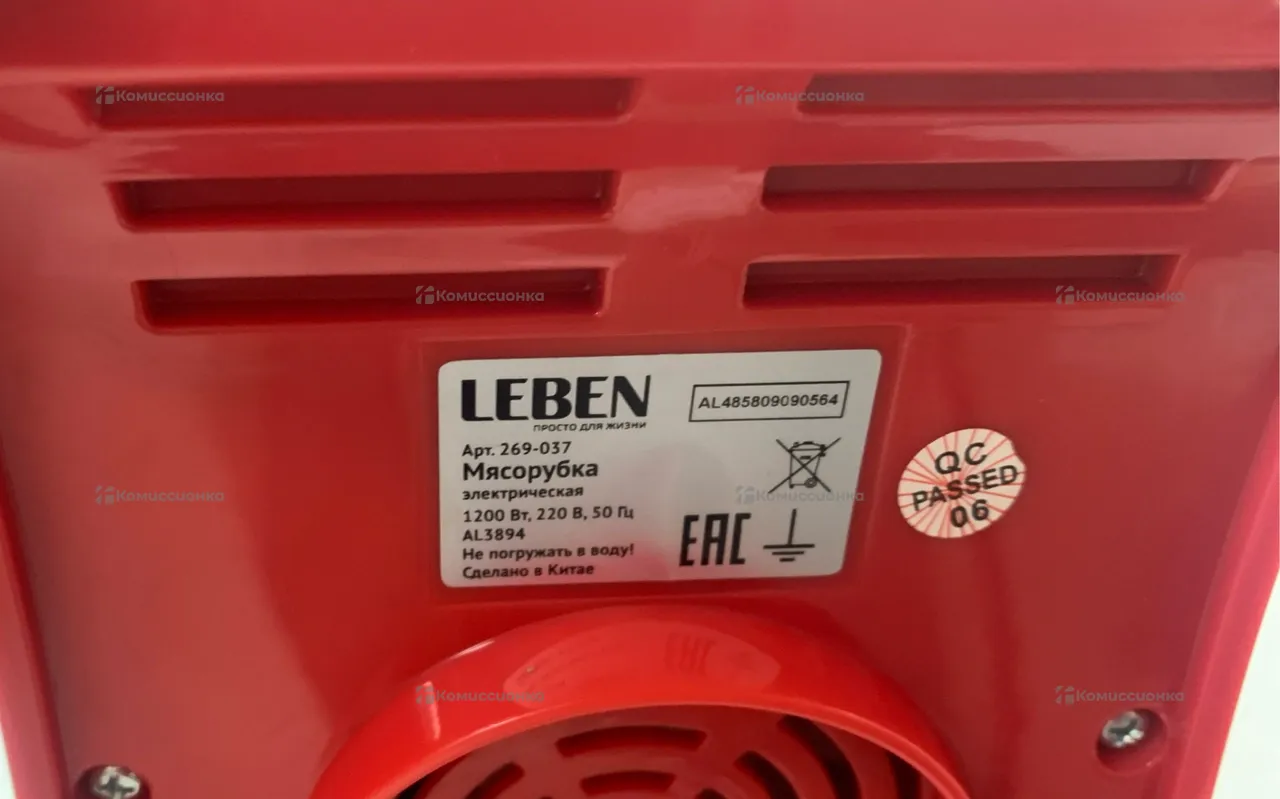 LEBEN
ПРОСТО ДЛЯ ЖИЗНИ
AL485809090564
Арт. 269-037
Мясорубка
электрическая
1200 Вт, 220 В, 50 Гц
AL3894
Не погружать в воду!
Сделано в Китае
EAC
QC
PASSED
06
Комиссионка
Комиссионка
Комиссионка
Комиссионка
Комиссионка
Комиссионка
Комиссионка
Комиссионка